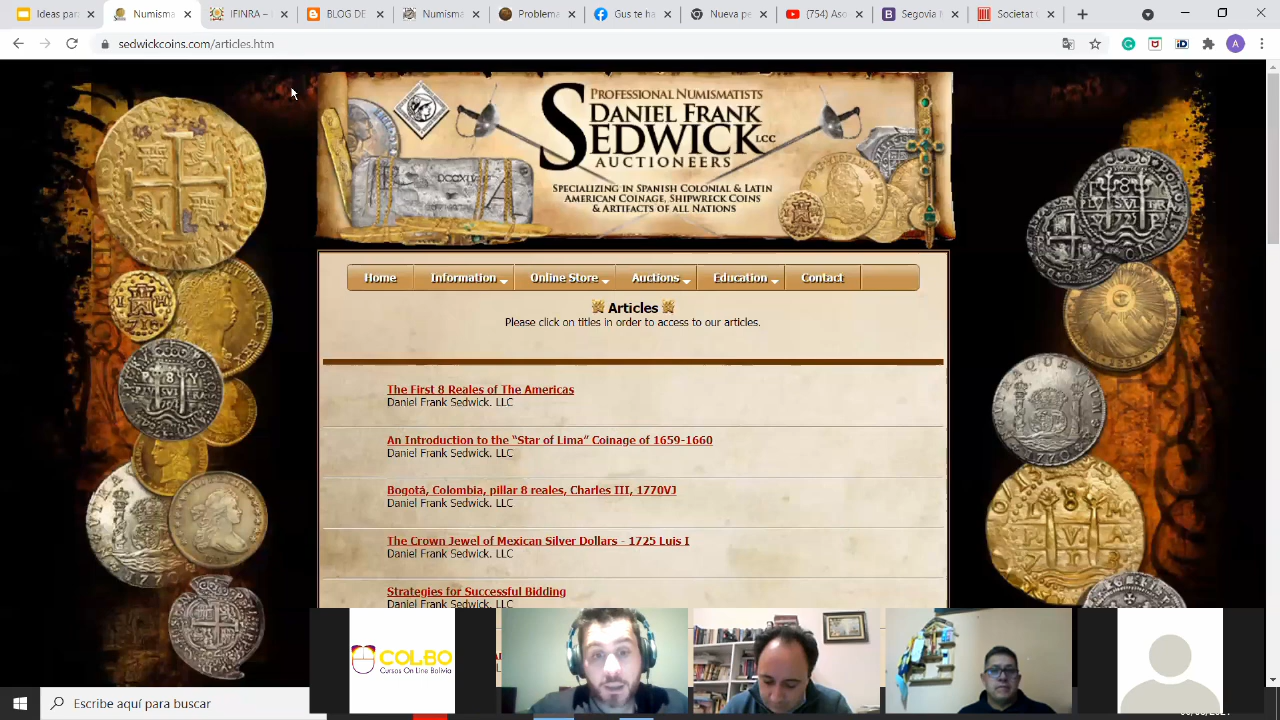 Ideas par
Numisma
IFINRA –
BLOG DE
Numisma
Problem
Gus te h
Nueva pe
(754) Aso
Segovia I
Societat
sedwickcoins.com/articles.htm
A
PROFESSIONAL NUMISMATISTS
DANIEL FRANK
SEDWICK LCC
AUCTIONEERS
SPECIALIZING IN SPANISH COLONIAL & LATIN
AMERICAN COINAGE, SHIPWRECK COINS
& ARTIFACTS OF ALL NATIONS
Home
Information
Online Store
Auctions
Education
Contact
Articles
Please click on titles in order to access to our articles.
The First 8 Reales of The Americas
Daniel Frank Sedwick. LLC
An Introduction to the “Star of Lima” Coinage of 1659-1660
Daniel Frank Sedwick. LLC
Bogotá, Colombia, pillar 8 reales, Charles III, 1770VJ
Daniel Frank Sedwick. LLC
The Crown Jewel of Mexican Silver Dollars - 1725 Luis I
Daniel Frank Sedwick. LLC
Strategies for Successful Bidding
Daniel Frank Sedwick. LLC
COLBO
Cursos On Line Bolivia
Escribe aquí para buscar